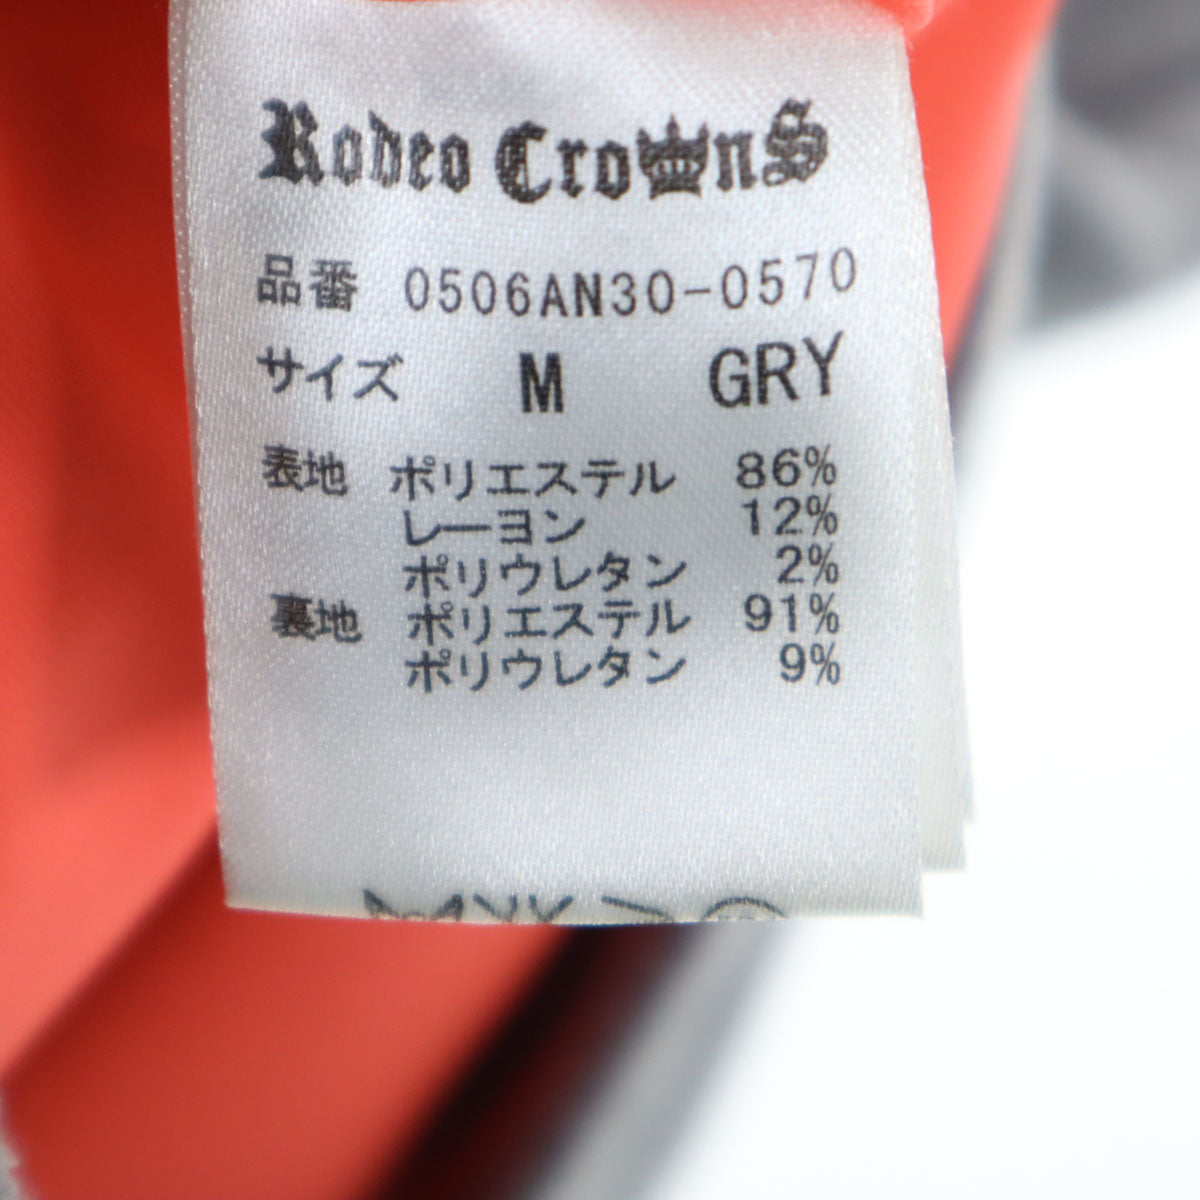 Rodeo Crowns
品番 0506AN30-0570
サイズ M GRY
表地 ポリエステル 86%
レーヨン 12%
ポリウレタン 2%
裏地 ポリエステル 91%
ポリウレタン 9%